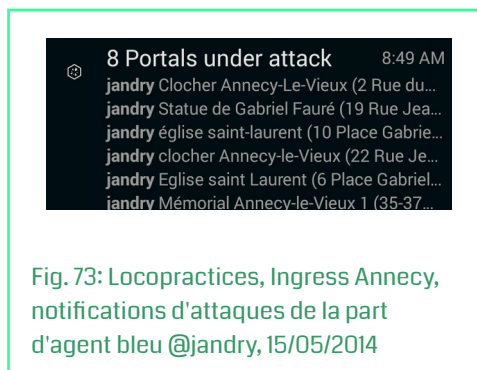 8 Portals under attack 8:49 AM
jandry Clocher Annecy-Le-Vieux (2 Rue du...
jandry Statue de Gabriel Fauré (19 Rue Jea...
jandry église saint-laurent (10 Place Gabrie...
jandry clocher Annecy-le-Vieux (22 Rue Je...
jandry Eglise saint Laurent (6 Place Gabriel...
jandry Mémorial Annecy-le-Vieux 1 (35-37...
Fig. 73: Locopractices, Ingress Annecy,
notifications d'attaques de la part
d'agent bleu @jandry, 15/05/2014